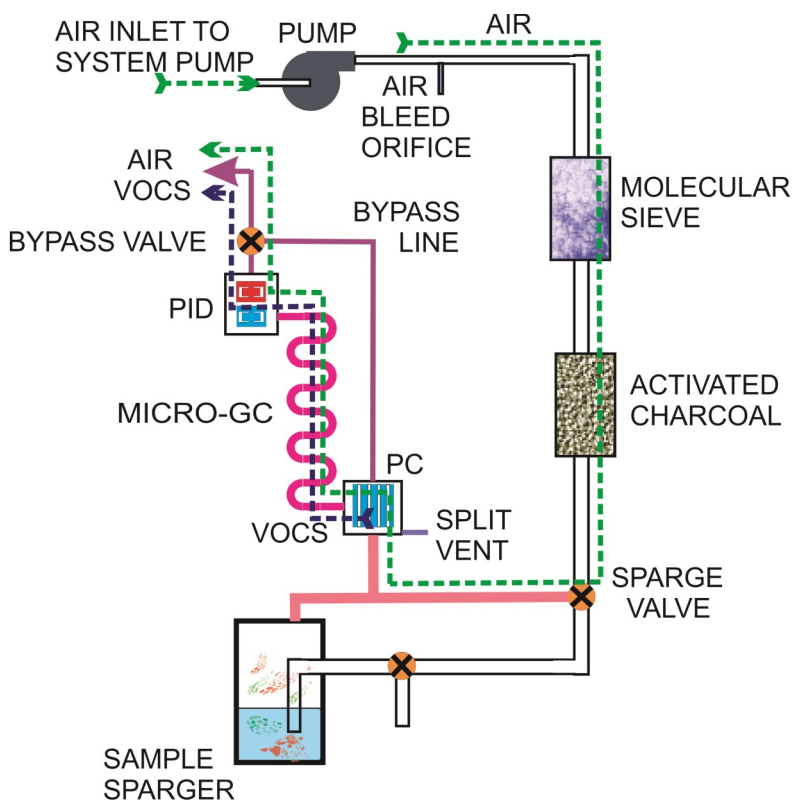 AIR INLET TO
SYSTEM PUMP
PUMP
AIR
AIR
BLEED
ORIFICE
AIR
VOCS
BYPASS
LINE
MOLECULAR
SIEVE
BYPASS VALVE
PID
ACTIVATED
CHARCOAL
MICRO-GC
PC
VOCS
SPLIT
VENT
SPARGE
VALVE
SAMPLE
SPARGER